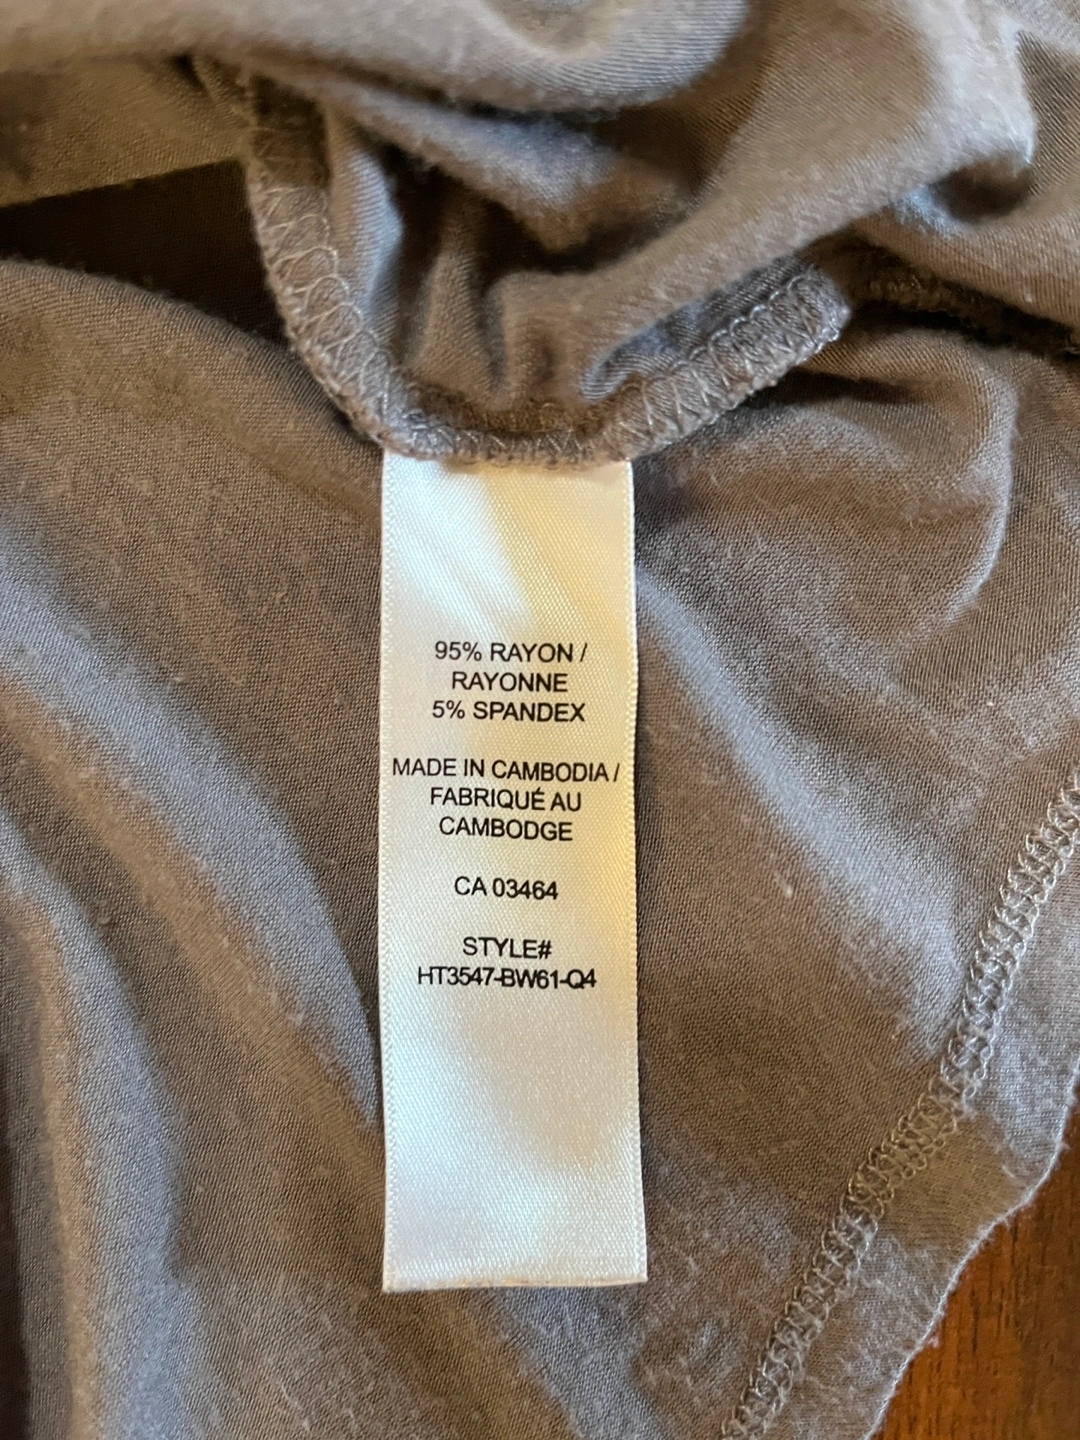 95% RAYON /
RAYONNE
5% SPANDEX
MADE IN CAMBODIA /
FABRIQUÉ AU
CAMBODGE
CA 03464
STYLE#
HT3547-BW61-Q4